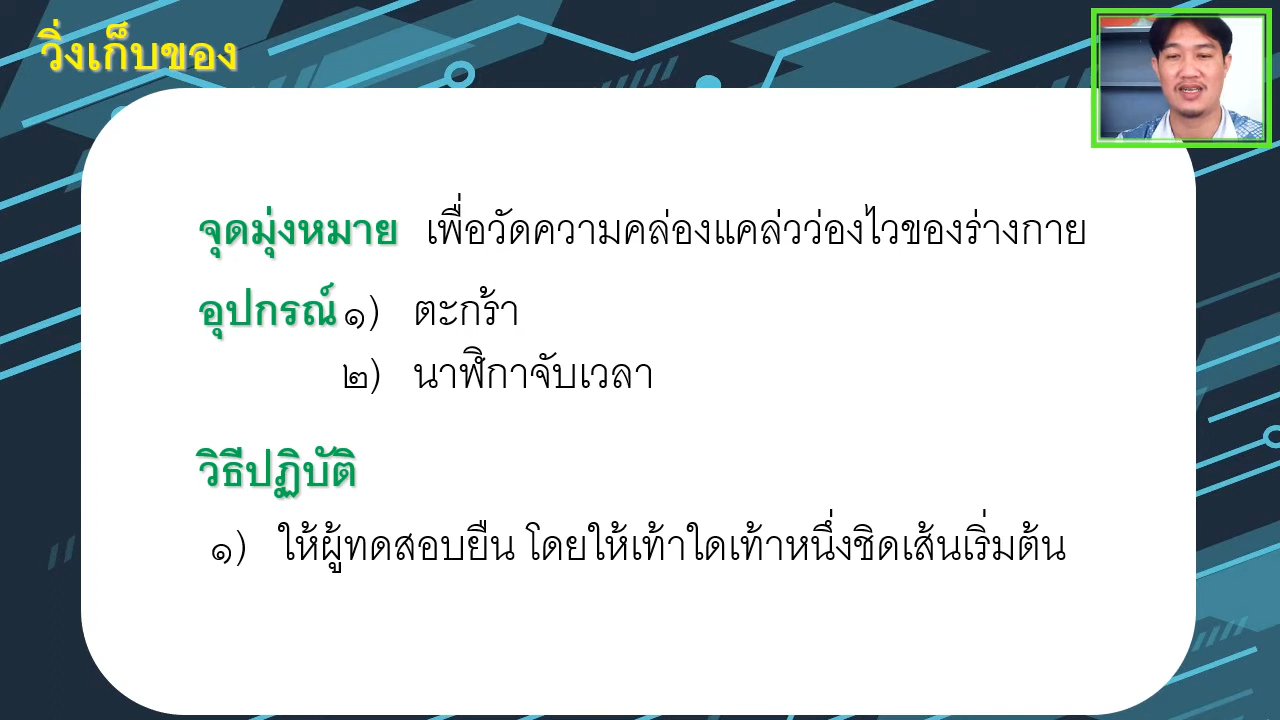 วิ่งเก็บของ
จุดมุ่งหมาย เพื่อวัดความคล่องแคล่วว่องไวของร่างกาย
อุปกรณ์ ๑) ตะกร้า
๒) นาฬิกาจับเวลา
วิธีปฏิบัติ
๑) ให้ผู้ทดสอบยืน โดยให้เท้าใดเท้าหนึ่งชิดเส้นเริ่มต้น